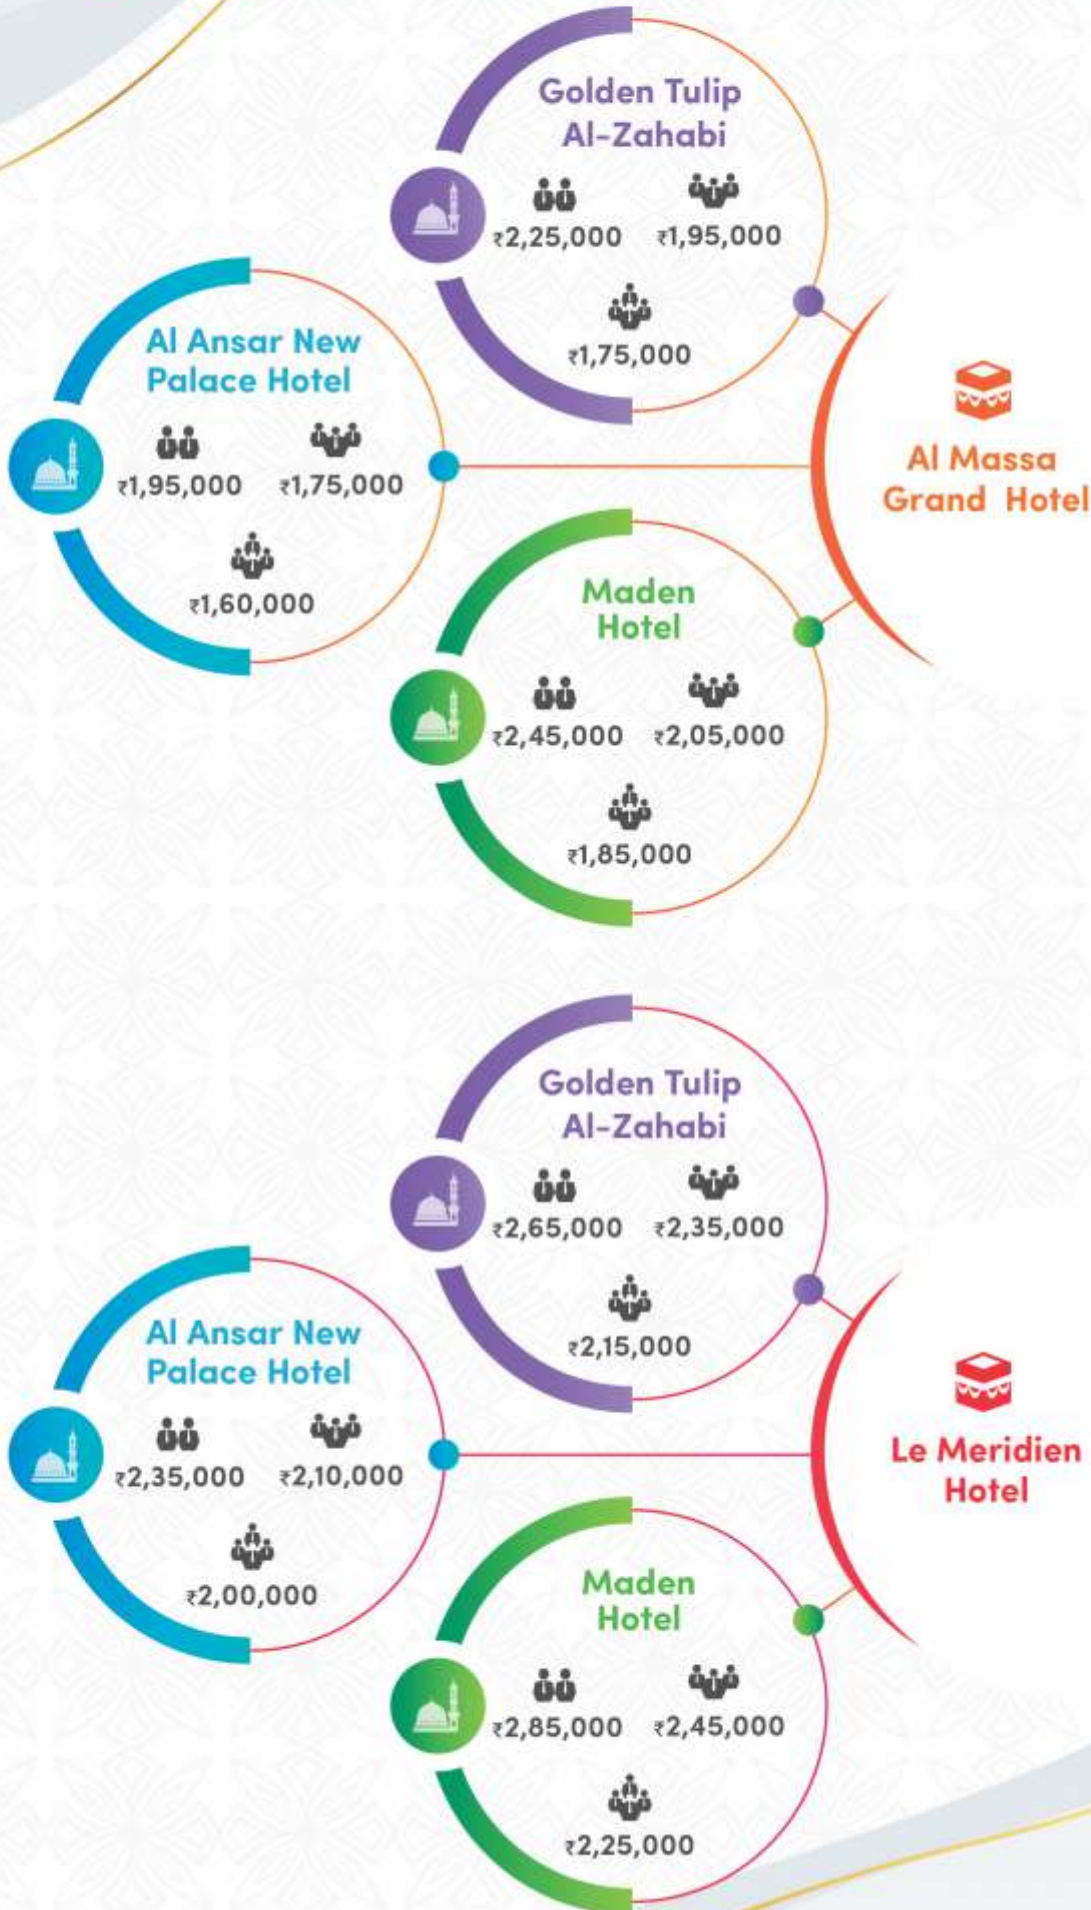 Golden Tulip
Al-Zahabi
₹2,25,000 ₹1,95,000
₹1,75,000
Al Ansar New
Palace Hotel
₹1,95,000 ₹1,75,000
₹1,60,000
Al Massa
Grand Hotel
Maden
Hotel
₹2,45,000 ₹2,05,000
₹1,85,000
Golden Tulip
Al-Zahabi
₹2,65,000 ₹2,35,000
₹2,15,000
Al Ansar New
Palace Hotel
₹2,35,000 ₹2,10,000
₹2,00,000
Le Meridien
Hotel
Maden
Hotel
₹2,85,000 ₹2,45,000
₹2,25,000